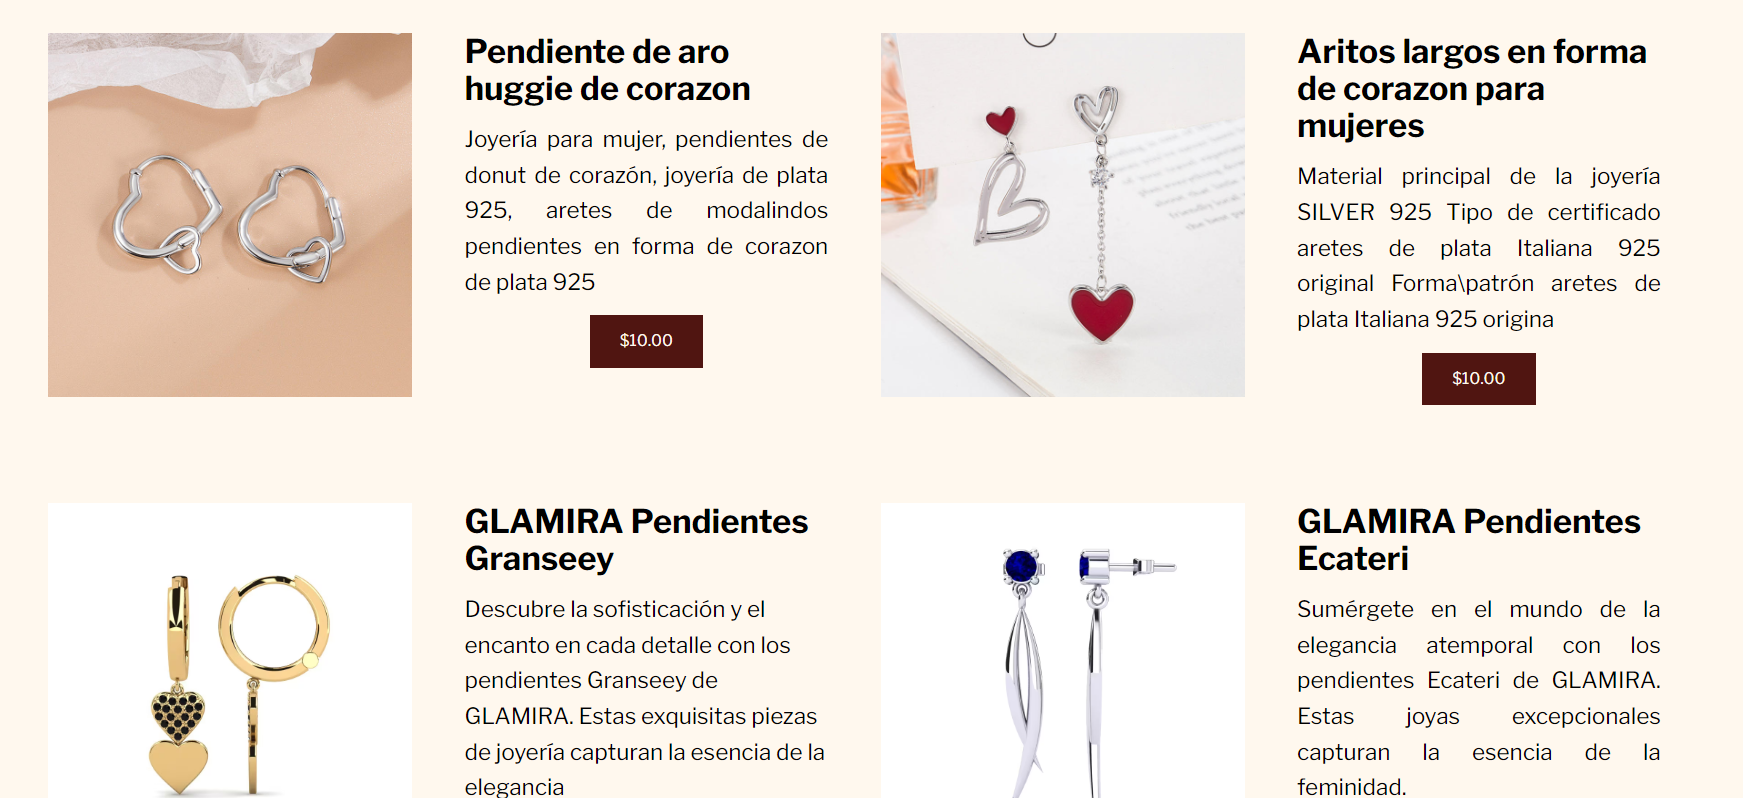 Pendiente de aro
huggie de corazon
Joyería para mujer, pendientes de
donut de corazón, joyería de plata
925, aretes de modalindos
pendientes en forma de corazon
de plata 925
$10.00
Aritos largos en forma
de corazon para
mujeres
Material principal de la joyería
SILVER 925 Tipo de certificado
aretes de plata Italiana 925
original Forma\patrón aretes de
plata Italiana 925 origina
$10.00
GLAMIRA Pendientes
Granseey
Descubre la sofisticación y el
encanto en cada detalle con los
pendientes Granseey de
GLAMIRA. Estas exquisitas piezas
de joyería capturan la esencia de la
elegancia
GLAMIRA Pendientes
Ecateri
Sumérgete en el mundo de la
elegancia atemporal con los
pendientes Ecateri de GLAMIRA.
Estas joyas excepcionales
capturan la esencia de la
feminidad.